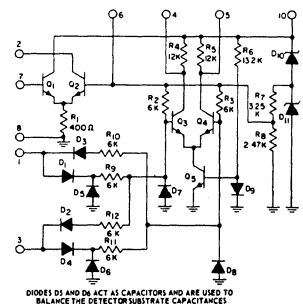 6 4 5 10
2
7
8
1
3
Q1 Q2
R1
400Ω
R4
12K
R5
12K
R6
132K
D10
R2
6K
R3
6K
R7
3.25
K
R8
2.47K
D11
Q3 Q4
Q5
D3
R10
6K
D1
R9
6K
D5
D7
D9
D2
R12
6K
D4
R11
6K
D6
D8
DIODES D5 AND D6 ACT AS CAPACITORS AND ARE USED TO
BALANCE THE DETECTOR SUBSTRATE CAPACITANCES